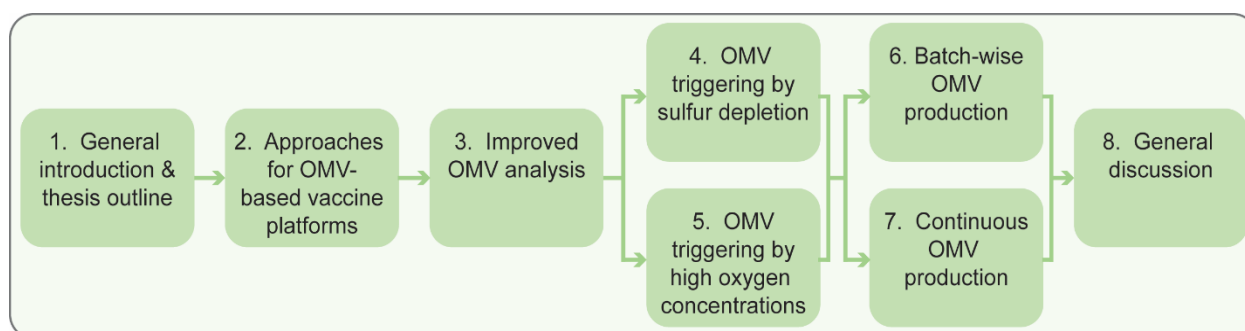 1. General
introduction &
thesis outline
2. Approaches
for OMV-
based vaccine
platforms
3. Improved
OMV analysis
4. OMV
triggering by
sulfur depletion
5. OMV
triggering by
high oxygen
concentrations
6. Batch-wise
OMV
production
7. Continuous
OMV
production
8. General
discussion